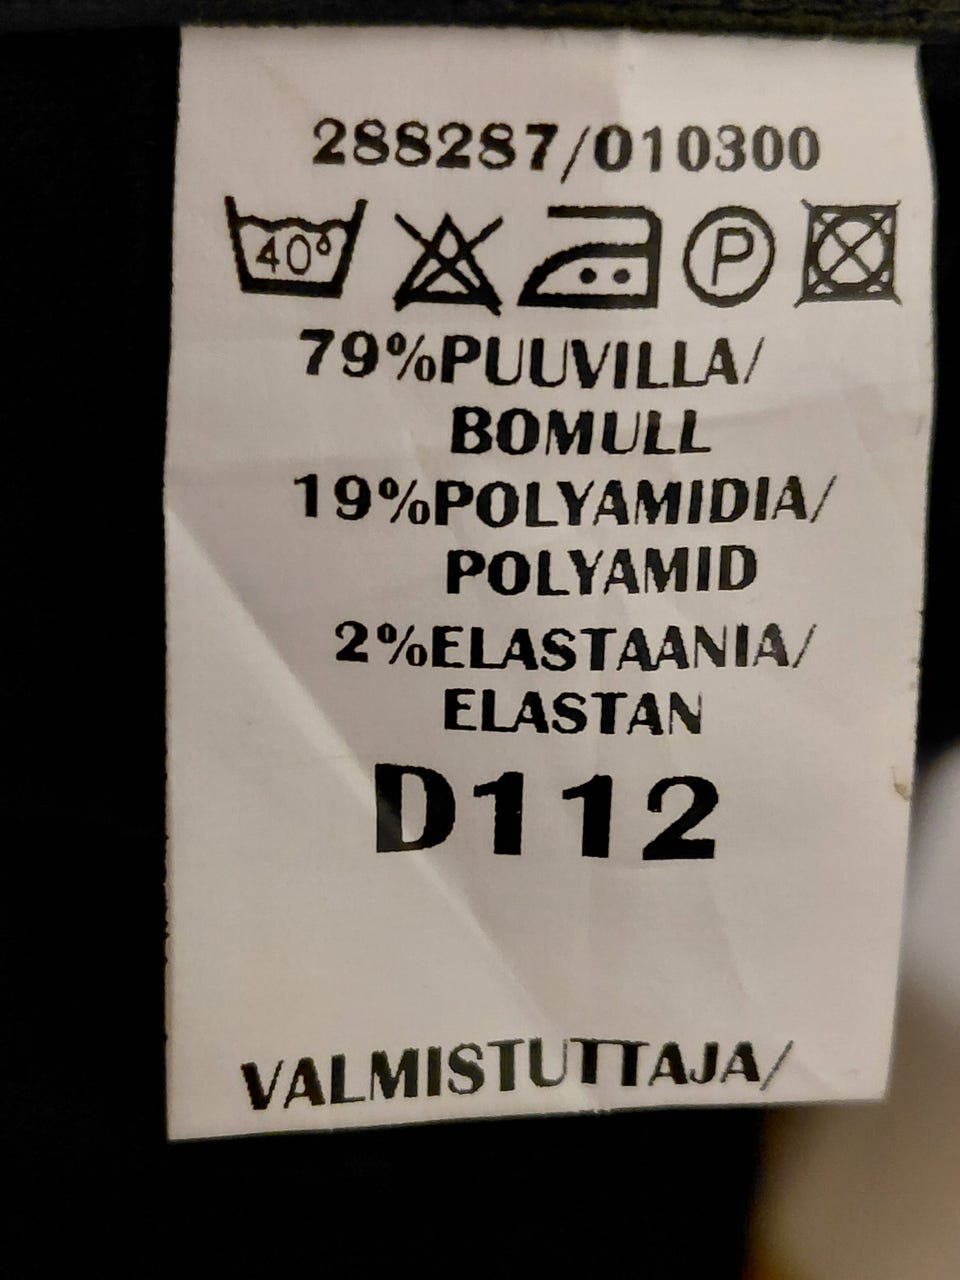 288287/010300
40° P
79%PUUVILLA/
BOMULL
19%POLYAMIDIA/
POLYAMID
2%ELASTAANIA/
ELASTAN
D112
VALMISTUTTAJA/